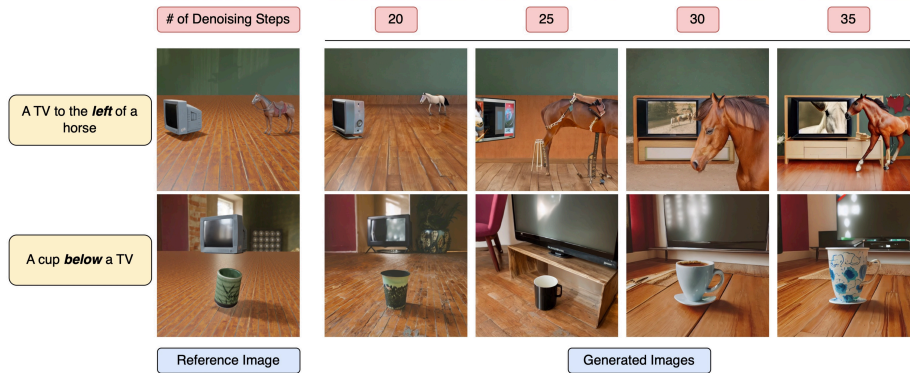 # of Denoising Steps
20
25
30
35
A TV to the left of a
horse
A cup below a TV
Reference Image
Generated Images